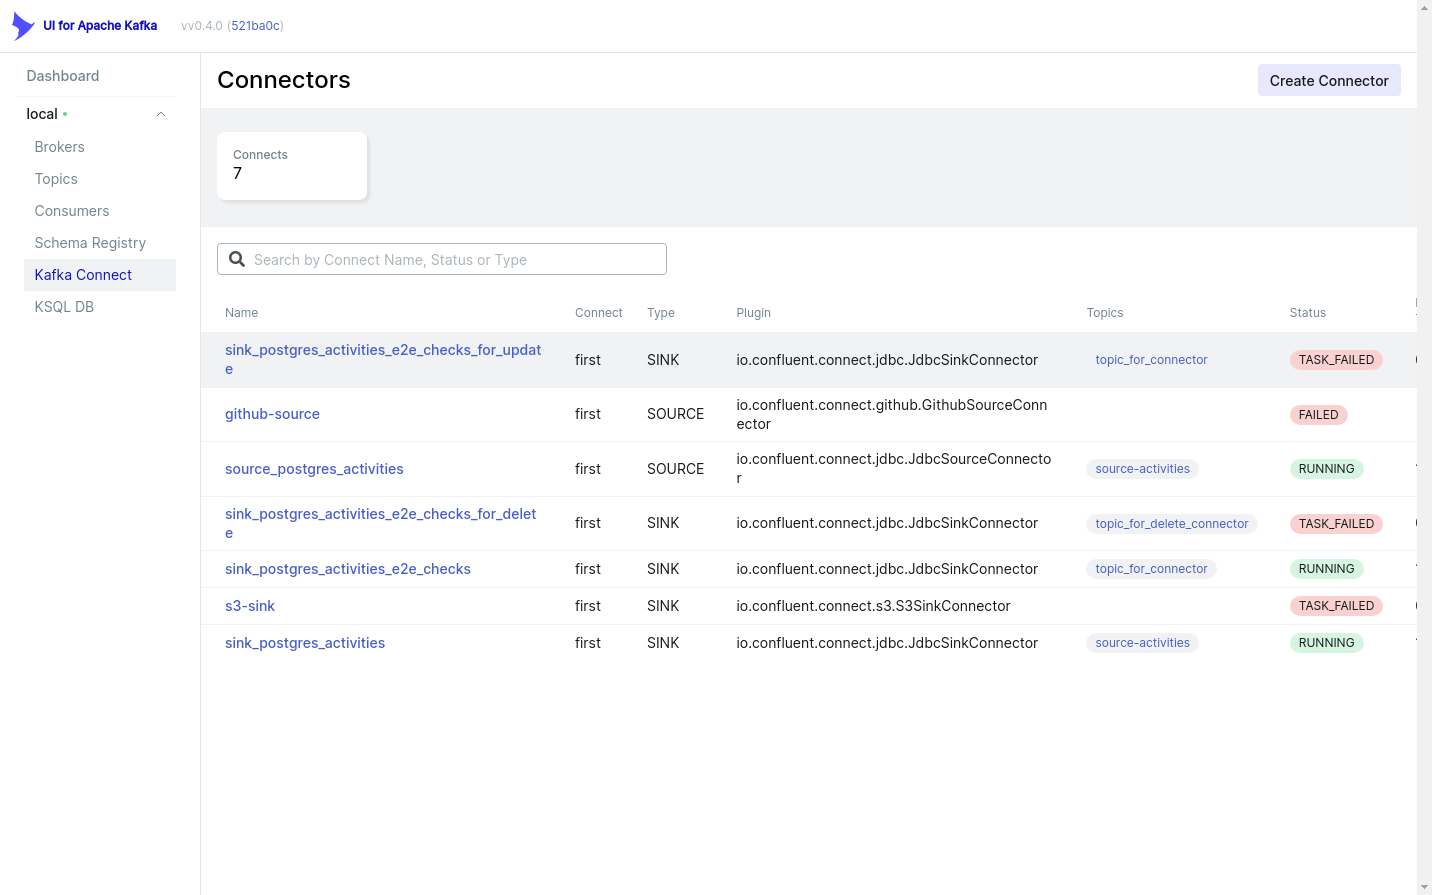 UI for Apache Kafka vv0.4.0 (521ba0c)
Dashboard
local
Brokers
Topics
Consumers
Schema Registry
Kafka Connect
KSQL DB
Connectors
Create Connector
Connects
7
Search by Connect Name, Status or Type
Name Connect Type Plugin Topics Status
sink_postgres_activities_e2e_checks_for_updat
e
first SINK io.confluent.connect.jdbc.JdbcSinkConnector topic_for_connector TASK_FAILED
github-source first SOURCE io.confluent.connect.github.GithubSourceConn
ector
FAILED
source_postgres_activities first SOURCE io.confluent.connect.jdbc.JdbcSourceConnecto
r
source-activities RUNNING
sink_postgres_activities_e2e_checks_for_delet
e
first SINK io.confluent.connect.jdbc.JdbcSinkConnector topic_for_delete_connector TASK_FAILED
sink_postgres_activities_e2e_checks first SINK io.confluent.connect.jdbc.JdbcSinkConnector topic_for_connector RUNNING
s3-sink first SINK io.confluent.connect.s3.S3SinkConnector TASK_FAILED
sink_postgres_activities first SINK io.confluent.connect.jdbc.JdbcSinkConnector source-activities RUNNING